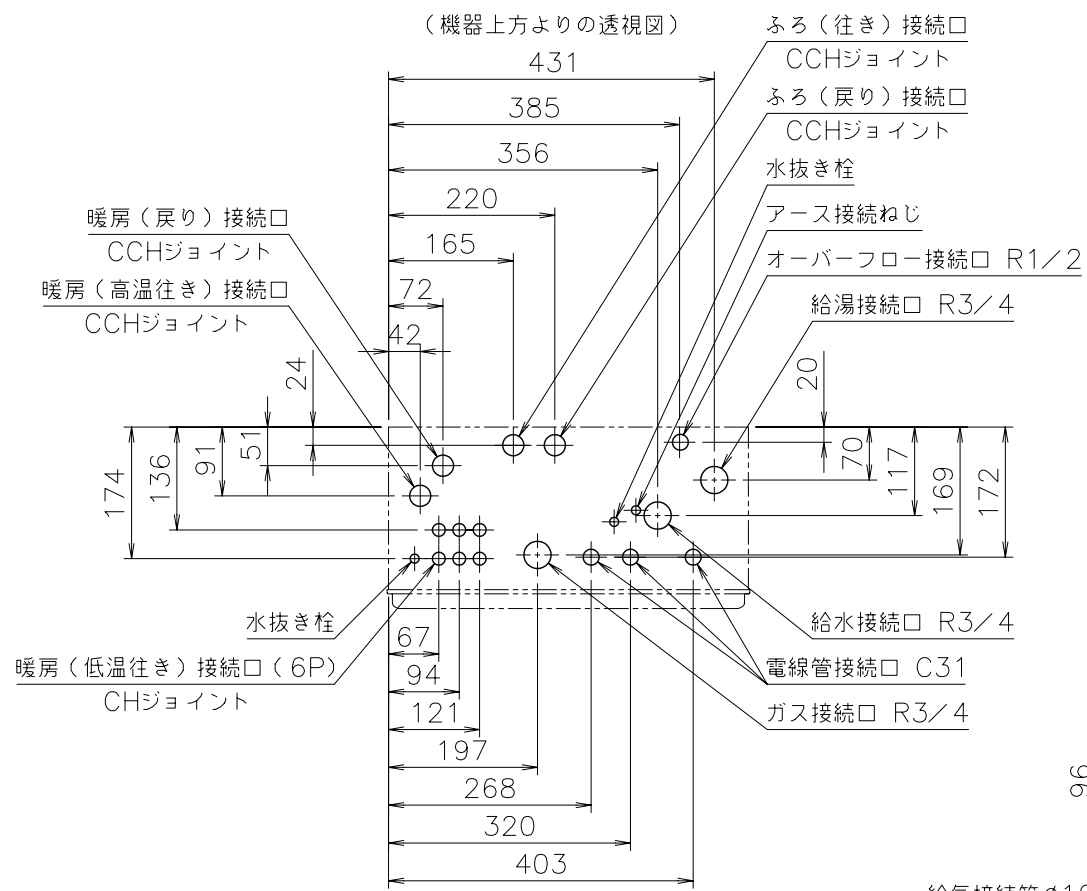 (機器上方よりの透視図)
ふろ(往き)接続口
CCHジョイント
431
ふろ(戻り)接続口
CCHジョイント
385
356
水抜き栓
220
アース接続ねじ
暖房(戻り)接続口
CCHジョイント
165
オーバーフロー接続口 R1/2
暖房(高温往き)接続口
CCHジョイント
72
給湯接続口 R3/4
42
24
20
174
136
91
51
70
117
169
172
水抜き栓
給水接続口 R3/4
67
暖房(低温往き)接続口(6P)
CHジョイント
電線管接続口 C31
94
ガス接続口 R3/4
121
197
268
96
320
403